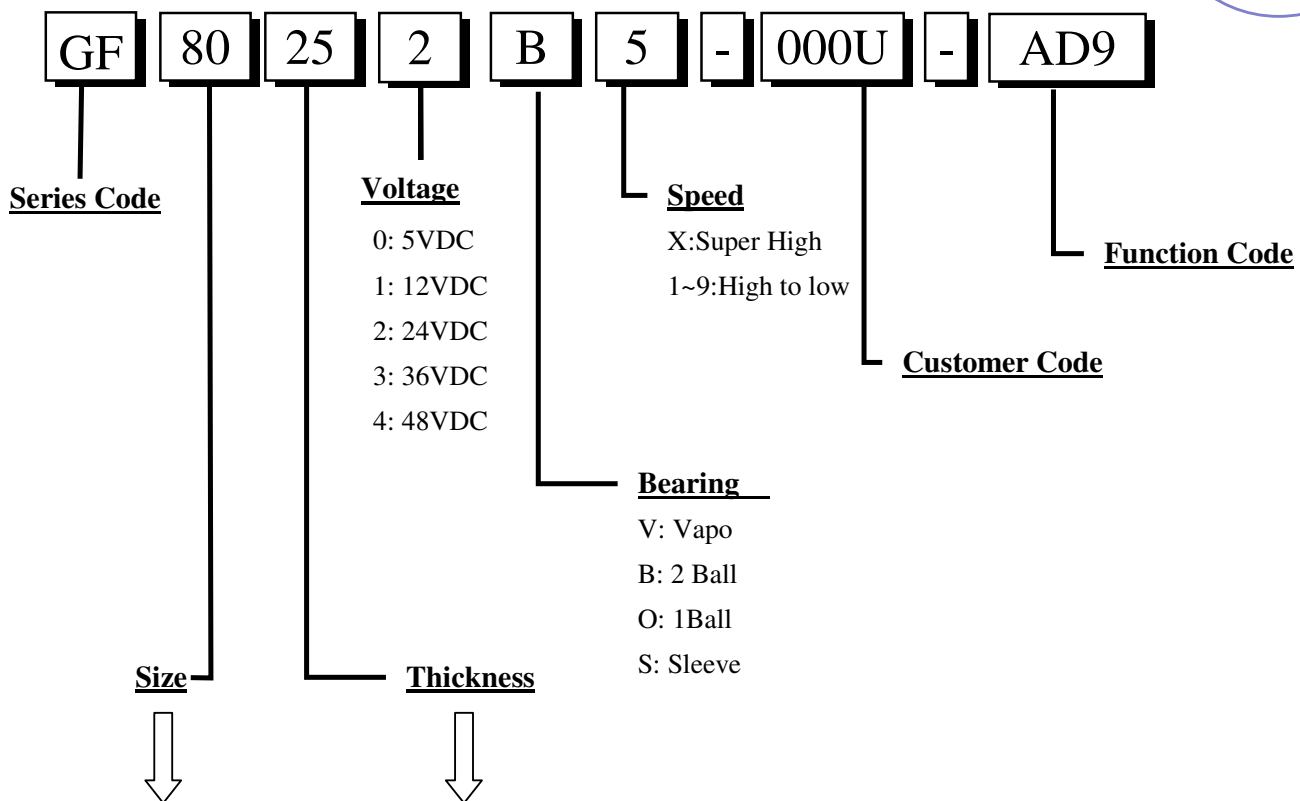 GF 80 25 2 B 5 - 000U - AD9
Series Code
Voltage
0: 5VDC
1: 12VDC
2: 24VDC
3: 36VDC
4: 48VDC
Speed
X:Super High
1~9:High to low
Function Code
Customer Code
Bearing
V: Vapo
B: 2 Ball
O: 1Ball
S: Sleeve
Size
Thickness